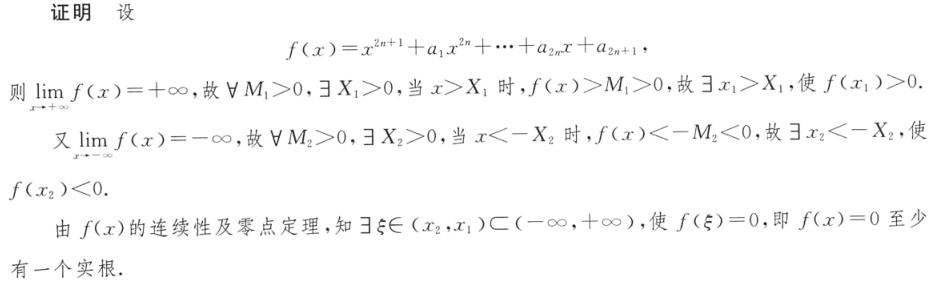 证明 设
f(x)=x^{2n+1}+a_1x^{2n}+⋯+a_{2n}x+a_{2n+1},
则 \lim_{x→+∞} f(x)=+∞,故 ∀M_1>0,∃X_1>0,当 x>X_1 时,f(x)>M_1>0,故∃x_1>X_1,使 f(x_1)>0.
又 \lim_{x→-∞} f(x)=-∞,故 ∀M_2>0,∃X_2>0,当 x<-X_2 时,f(x)<-M_2<0,故∃x_2<-X_2,使
f(x_2)<0.
由 f(x)的连续性及零点定理,知∃ξ∈(x_2,x_1)⊂(-∞,+∞),使 f(ξ)=0,即 f(x)=0 至少
有一个实根.